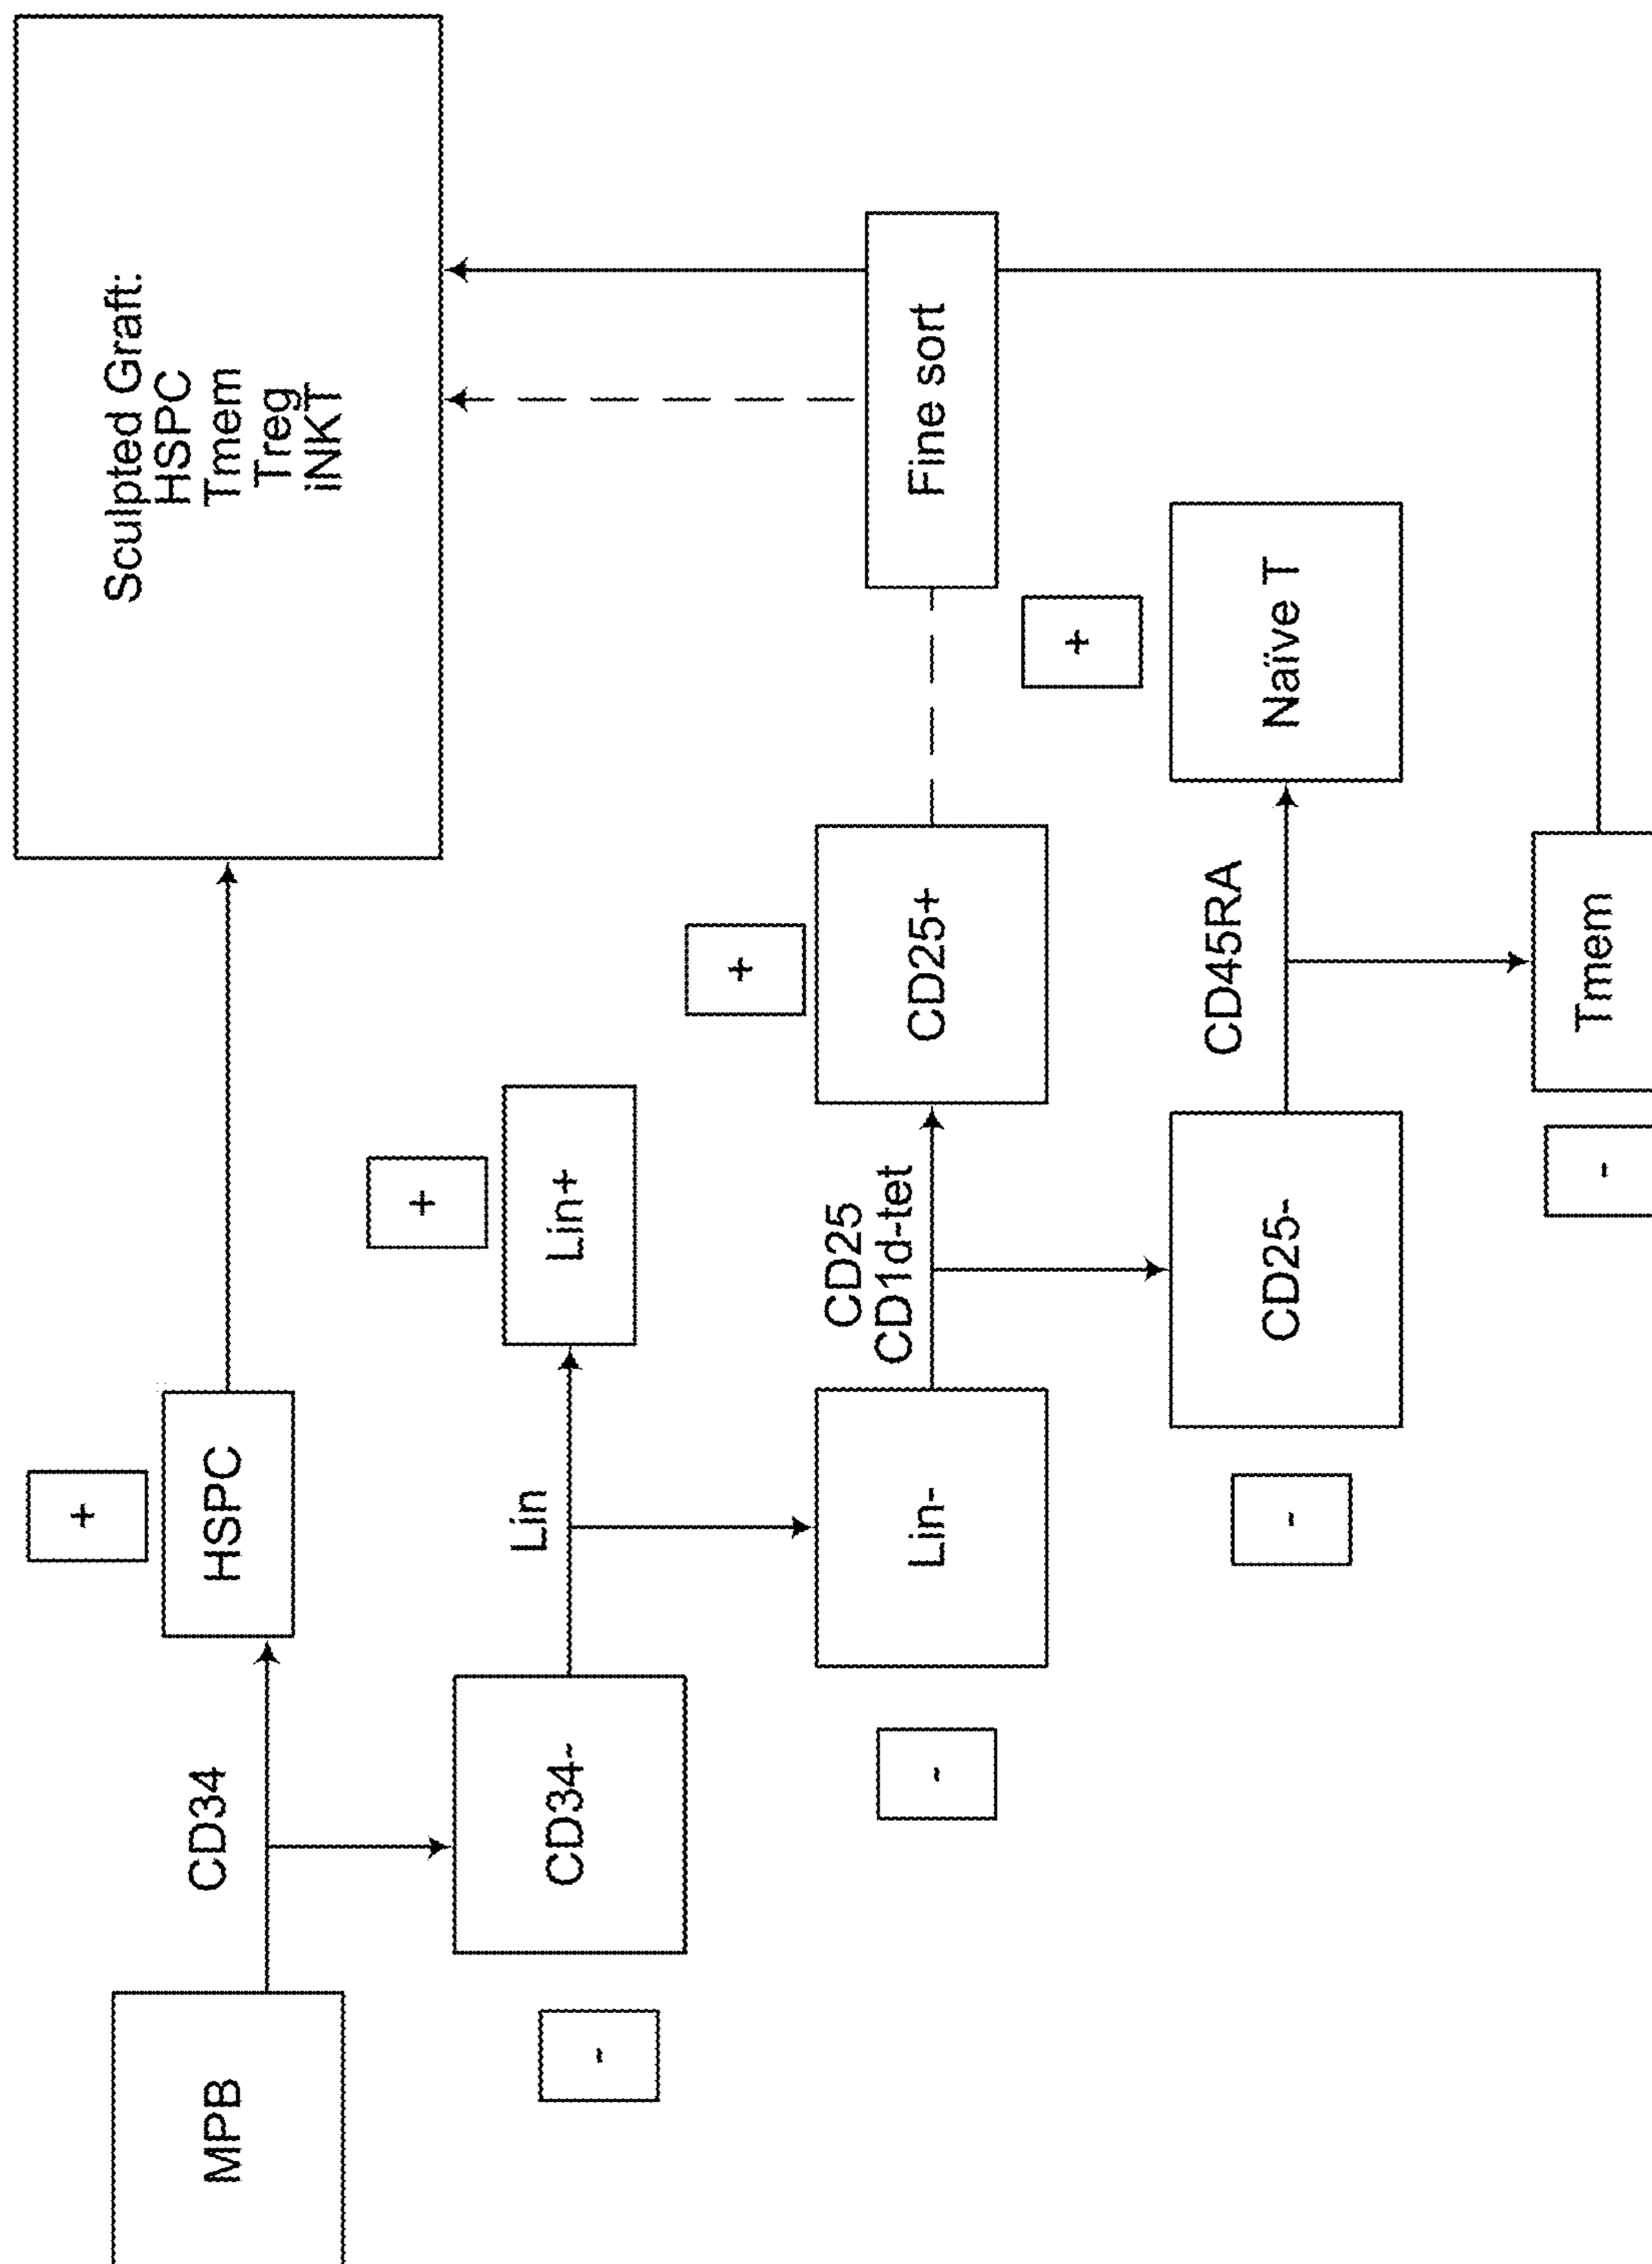 +
MPB
CD34
HSPC
Sculpted Graft:
HSPC
Tmem
Treg
iNKT
+
-
CD34-
Lin
Lin+
+
-
Lin-
CD25
CD1d-tet
CD25+
Fine sort
+
-
CD25-
CD45RA
Naïve T
-
Tmem